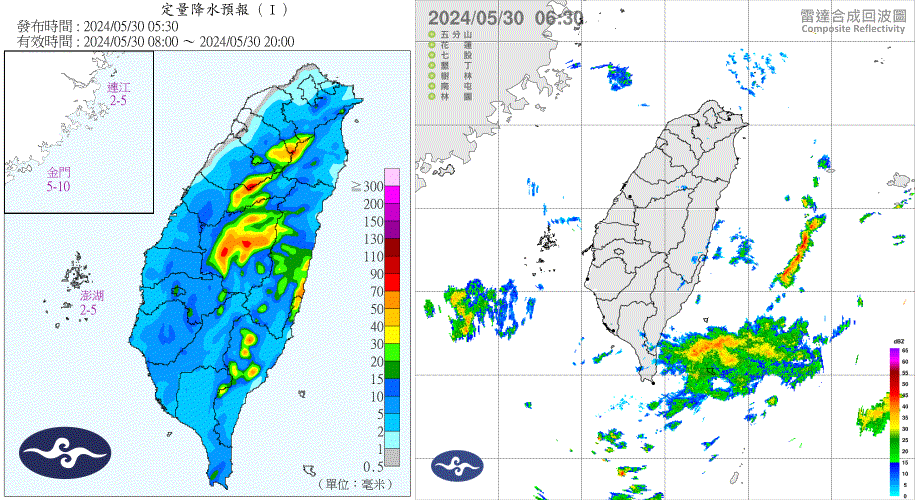 定量降水預報（Ⅰ）
發布時間：2024/05/30 05:30
有效時間：2024/05/30 08:00 ～ 2024/05/30 20:00
連江
2-5
金門
5-10
澎湖
2-5
≧300
200
150
130
110
90
70
50
40
30
20
15
10
5
2
1
0.5
（單位：毫米）
2024/05/30 06:30
雷達合成回波圖
Composite Reflectivity
五分山
花蓮
七股
墾丁
樹林
南屯
林園
dBZ
65
60
55
50
45
40
35
30
25
20
15
10
5
0